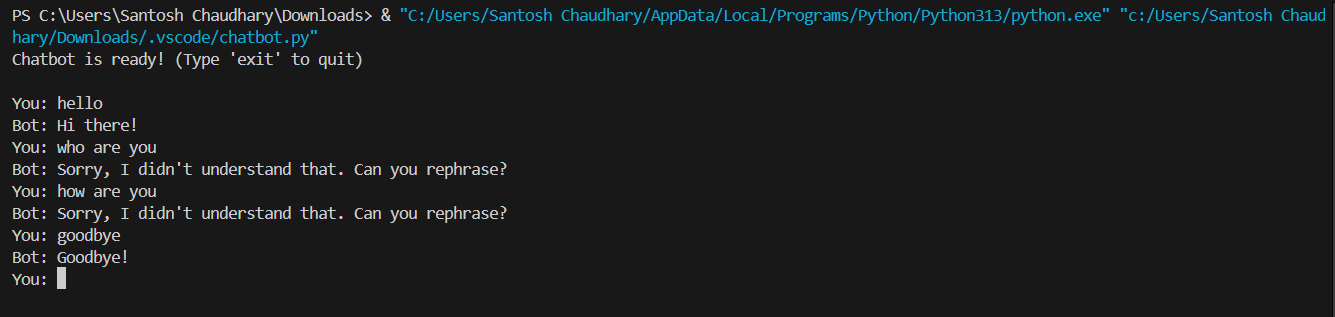 PS C:\Users\Santosh Chaudhary\Downloads> & "C:/Users/Santosh Chaudhary/AppData/Local/Programs/Python/Python313/python.exe" "c:/Users/Santosh Chaud
hary/Downloads/.vscode/chatbot.py"
Chatbot is ready! (Type 'exit' to quit)
You: hello
Bot: Hi there!
You: who are you
Bot: Sorry, I didn't understand that. Can you rephrase?
You: how are you
Bot: Sorry, I didn't understand that. Can you rephrase?
You: goodbye
Bot: Goodbye!
You: